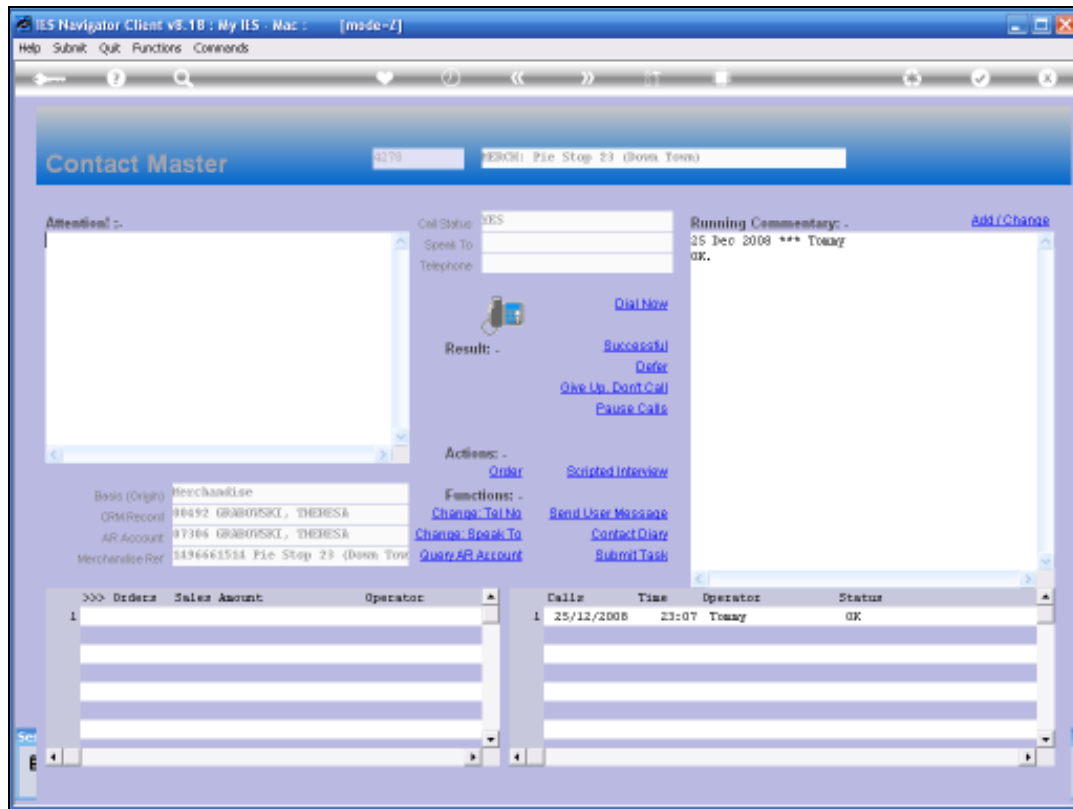 IES Navigator Client v8.18 : My IES - Mac : [mode=Z]
Help Submit Quit Functions Commands
Contact Master 4278 MERCH: Pie Stop 23 (Down Town)
Attention! :-
Call Status YES
Speak To
Telephone
Running Commentary: - Add / Change
25 Dec 2008 *** Tommy
OK.
Dial Now
Result: - Successful
Defer
Give Up. Don't Call
Pause Calls
Actions: -
Order Scripted Interview
Functions: -
Change: Tel No Send User Message
Change: Speak To Contact Diary
Query AR Account Submit Task
Basis (Origin) Merchandise
CRM Record 00492 GRABOWSKI, THERESA
AR Account 07306 GRABOWSKI, THERESA
Merchandise Ref 1496661514 Pie Stop 23 (Down Tow
>>> Orders Sales Amount Operator
1
Calls Time Operator Status
1 25/12/2008 23:07 Tommy OK